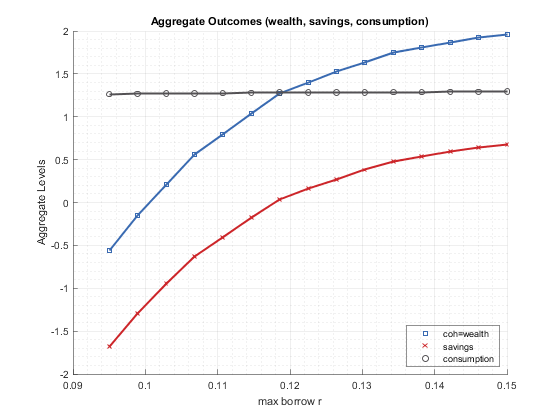 Aggregate Outcomes (wealth, savings, consumption)
2
1.5
1
0.5
0
-0.5
-1
-1.5
-2
Aggregate Levels
0.09
0.1
0.11
0.12
0.13
0.14
0.15
max borrow r
coh=wealth
savings
consumption